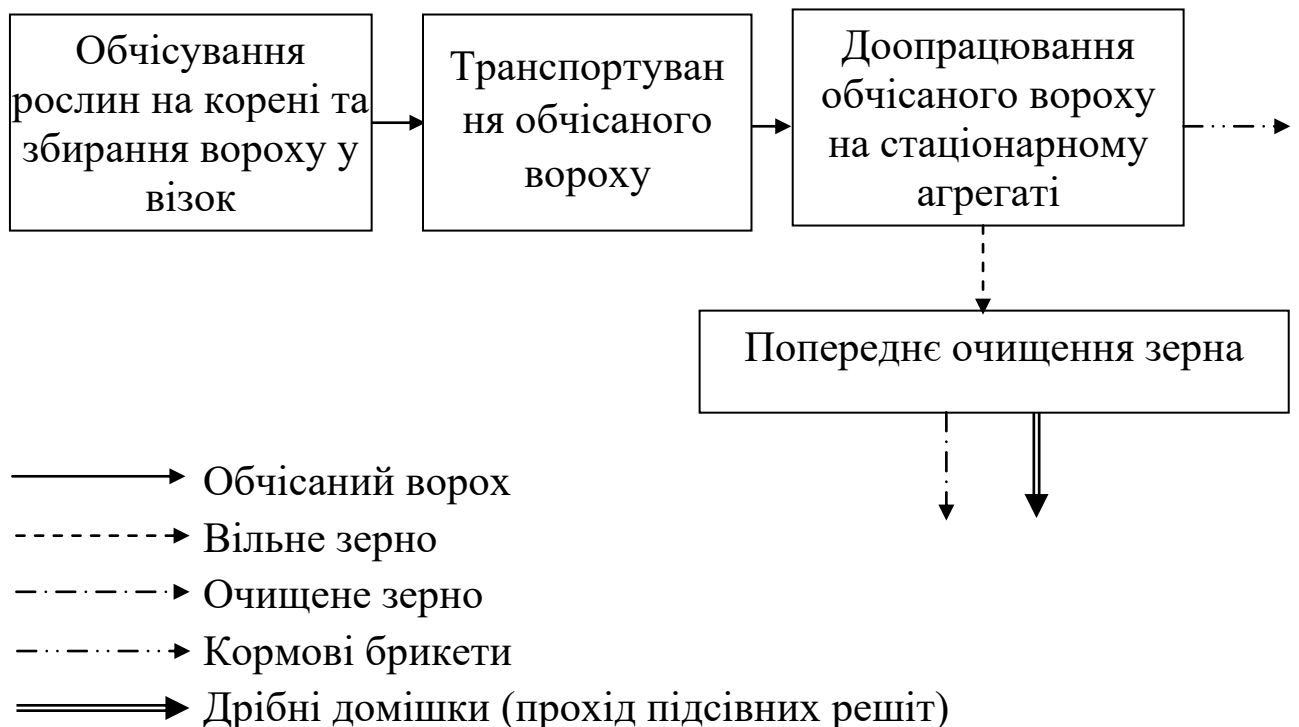 Обчісування
рослин на корені та
збирання вороху у
візок
Транспортуван
ня обчісаного
вороху
Доопрацювання
обчісаного вороху
на стаціонарному
агрегаті
Попереднє очищення зерна
Обчісаний ворох
Вільне зерно
Очищене зерно
Кормові брикети
Дрібні домішки (прохід підсівних решіт)